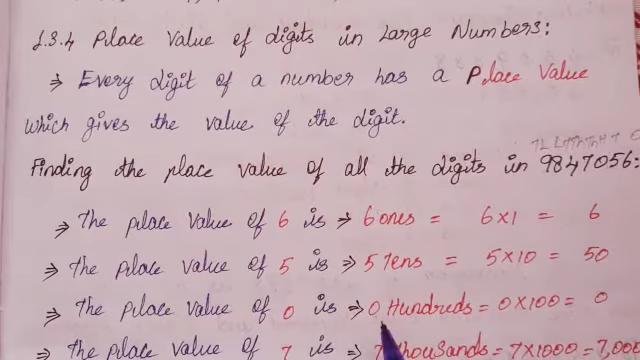 1.3.4 Place Value of digits in Large Numbers:
⇒ Every digit of a number has a Place Value
which gives the value of the digit.
TL L TTh Th H T O
Finding the place value of all the digits in 9847056:
⇒ The place value of 6 is ⇒ 6 ones = 6×1 = 6
⇒ The place value of 5 is ⇒ 5 Tens = 5×10 = 50
⇒ The place value of 0 is ⇒ 0 Hundreds = 0×100 = 0
⇒ The place value of 7 is ⇒ 7 Thousands = 7×1000 = 7,000